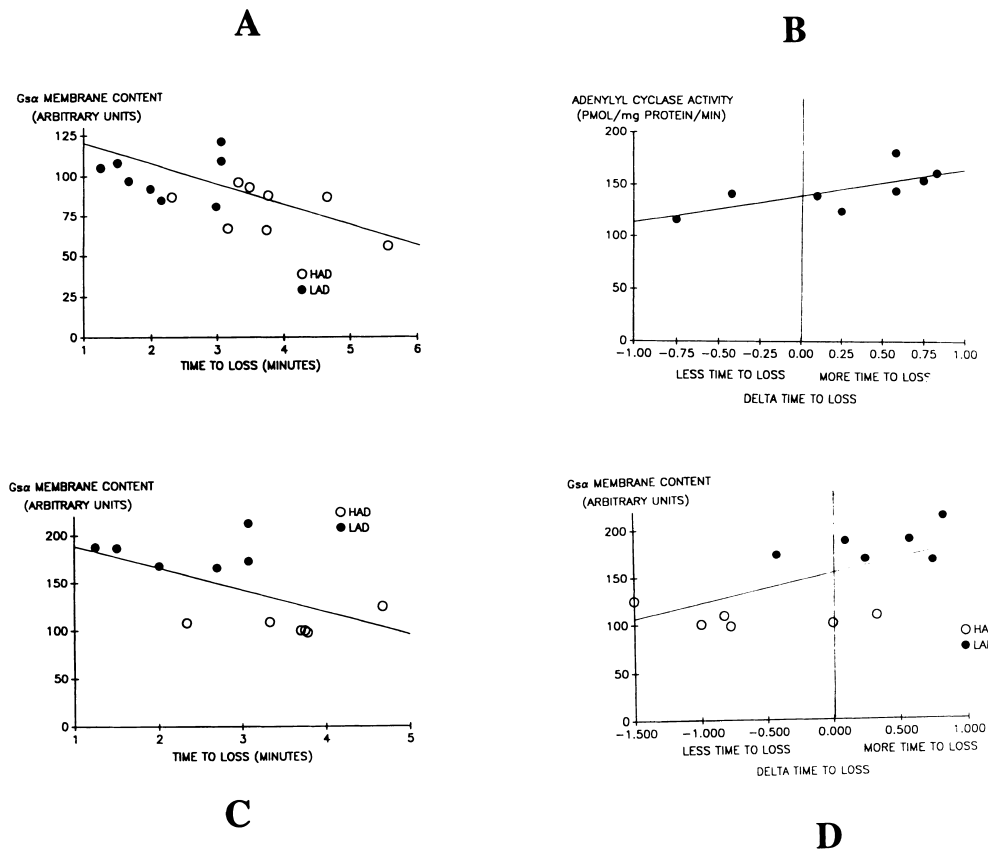 A
B
Gsα MEMBRANE CONTENT
(ARBITRARY UNITS)
125
100
75
50
25
0
1 2 3 4 5 6
TIME TO LOSS (MINUTES)
HAD
LAD
ADENYLYL CYCLASE ACTIVITY
(PMOL/mg PROTEIN/MIN)
200
150
100
50
0
-1.00 -0.75 -0.50 -0.25 0.00 0.25 0.50 0.75 1.00
LESS TIME TO LOSS MORE TIME TO LOSS
DELTA TIME TO LOSS
Gsα MEMBRANE CONTENT
(ARBITRARY UNITS)
HAD
LAD
200
150
100
50
0
1 2 3 4 5
TIME TO LOSS (MINUTES)
Gsα MEMBRANE CONTENT
(ARBITRARY UNITS)
200
150
100
50
0
HA
LA
-1.500 -1.000 -0.500 0.000 0.500 1.000
LESS TIME TO LOSS MORE TIME TO LOSS
DELTA TIME TO LOSS
C
D